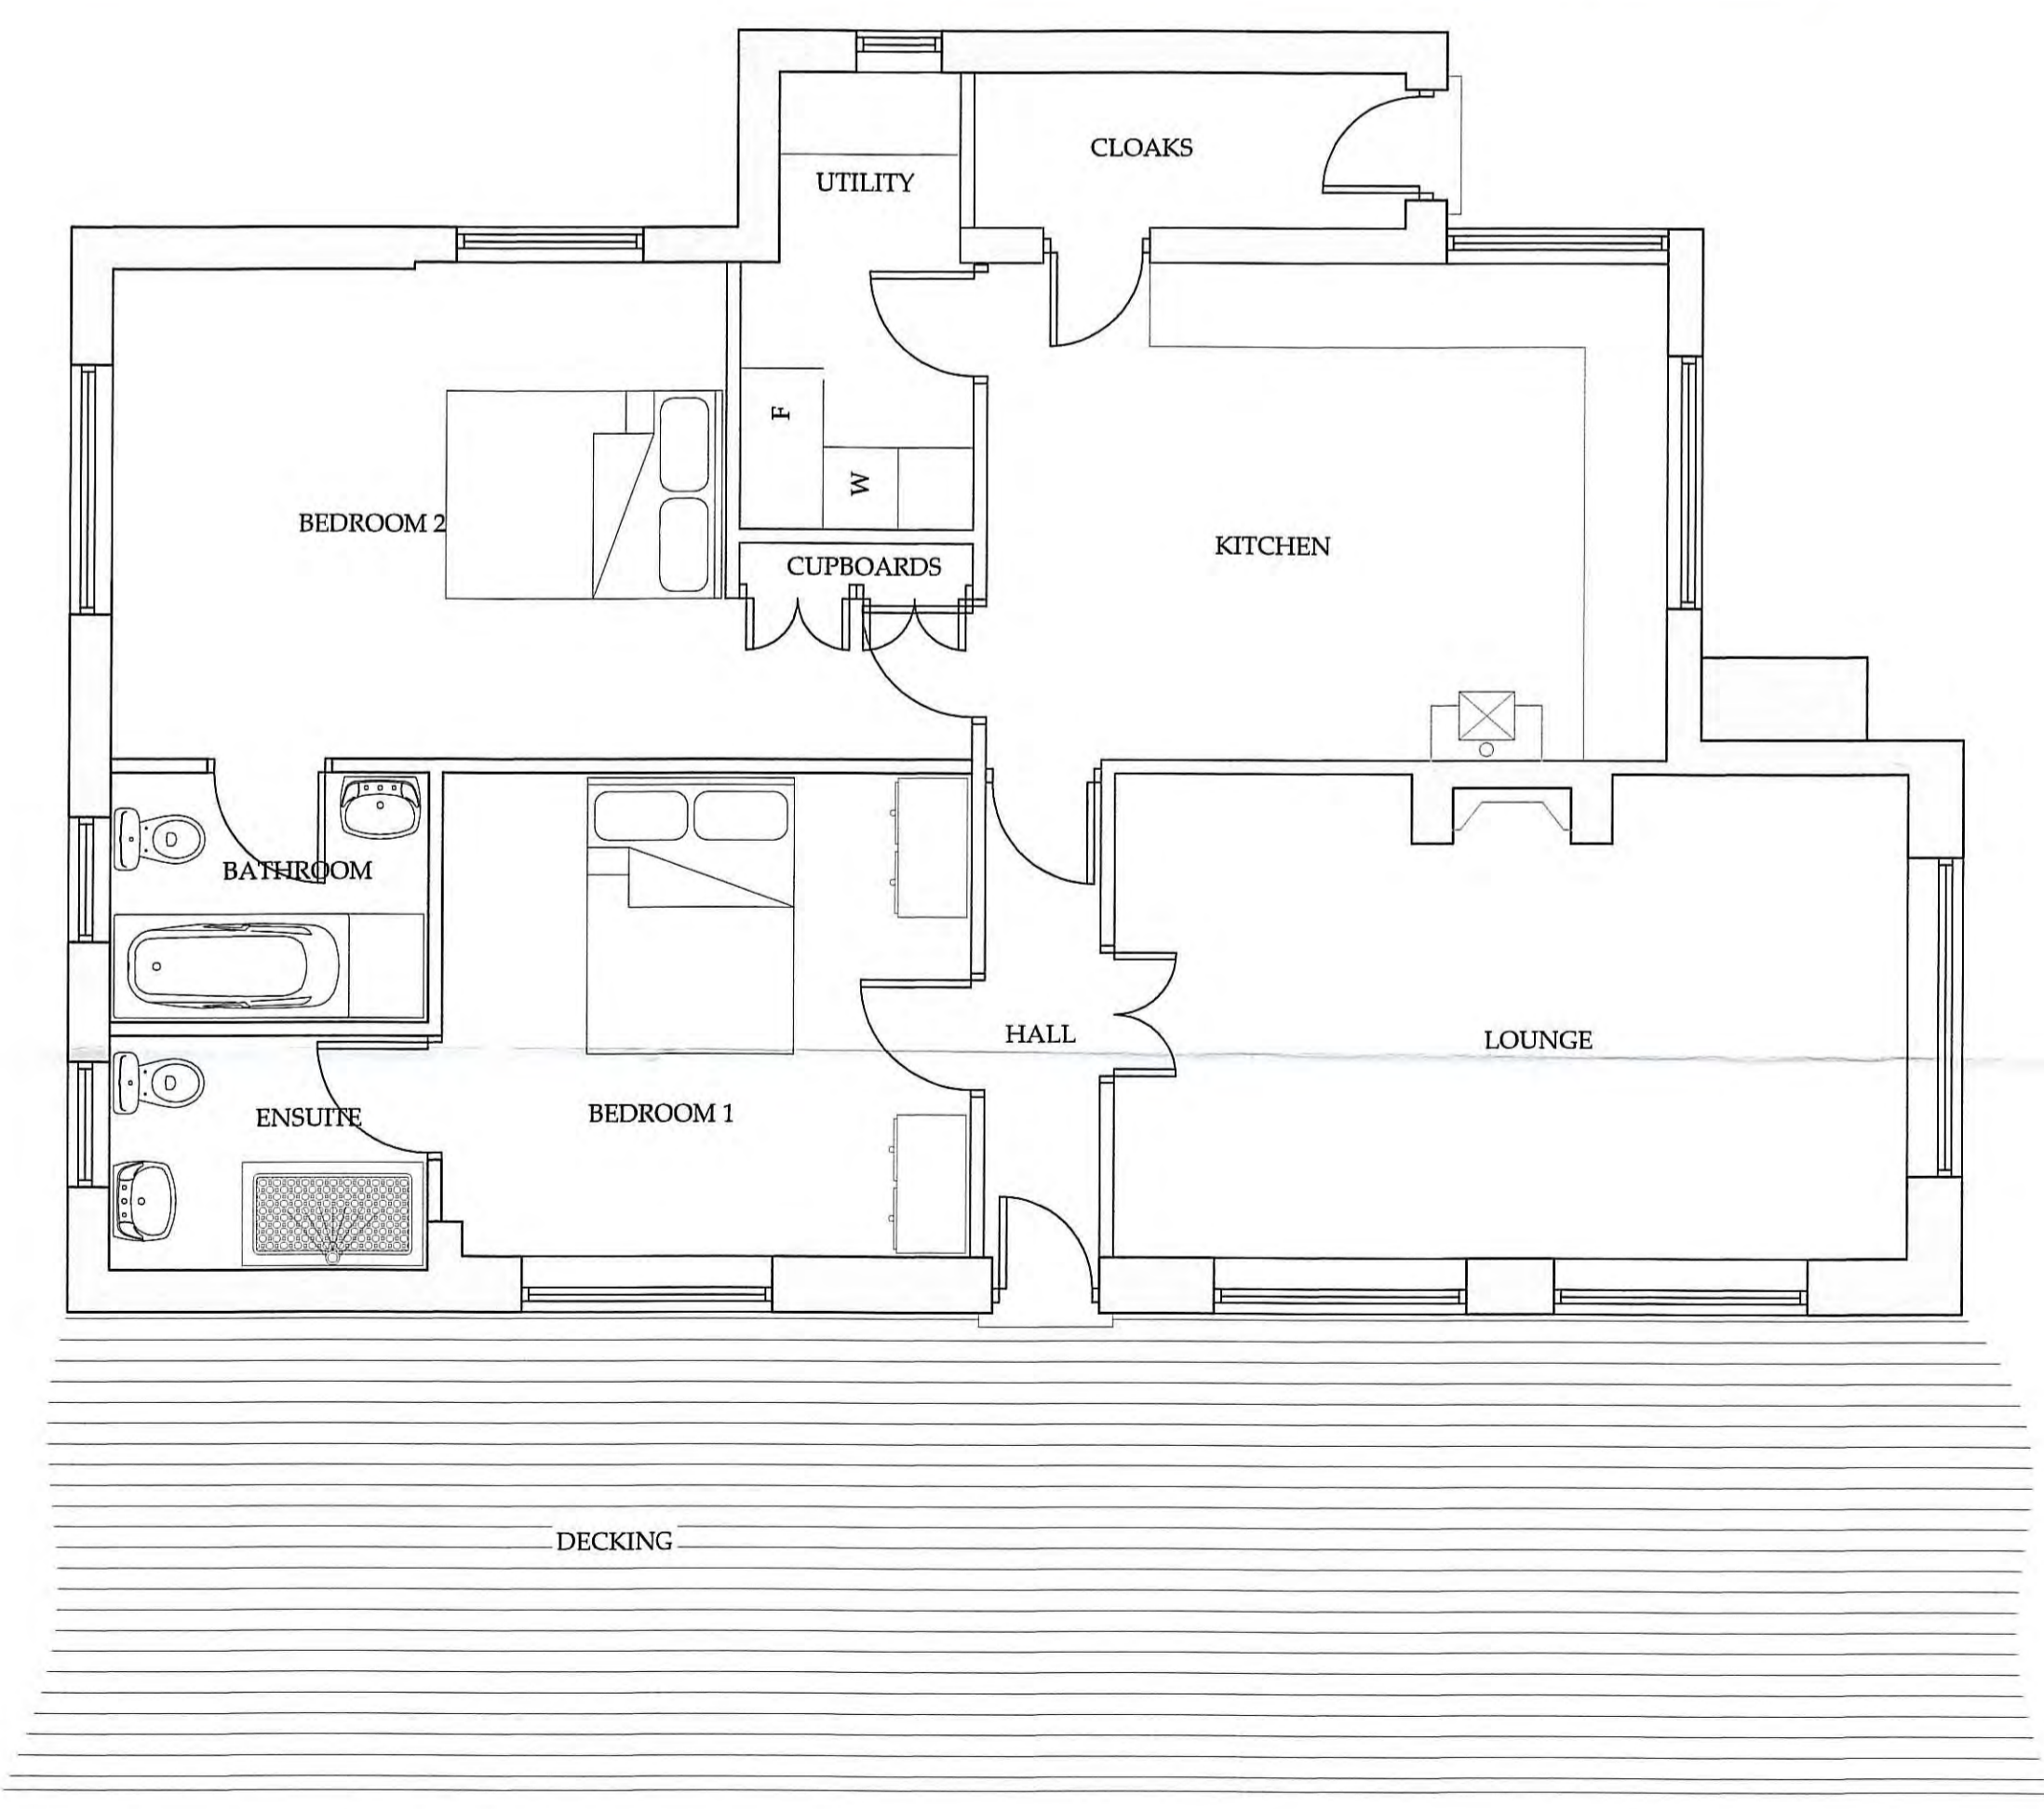 CLOAKS
UTILITY
F
W
BEDROOM 2
CUPBOARDS
KITCHEN
BATHROOM
HALL
LOUNGE
ENSUITE
BEDROOM 1
DECKING